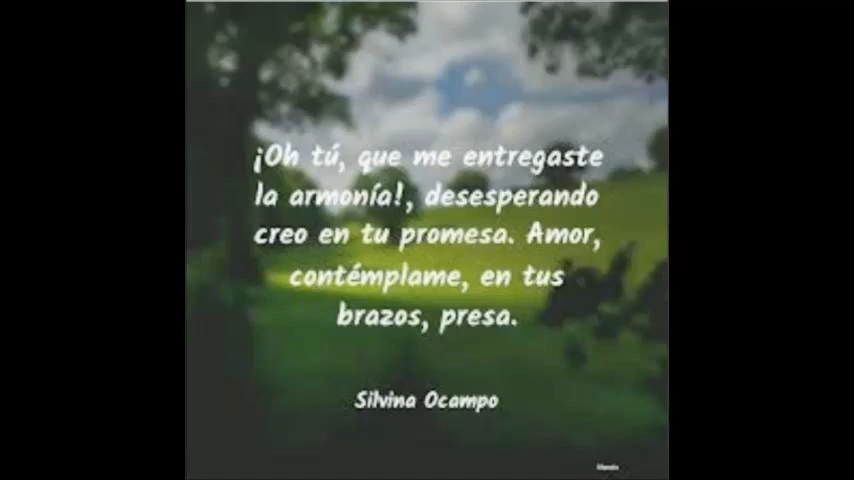 ¡Oh tú, que me entregaste
la armonía!, desesperando
creo en tu promesa. Amor,
contémplame, en tus
brazos, presa.
Silvina Ocampo